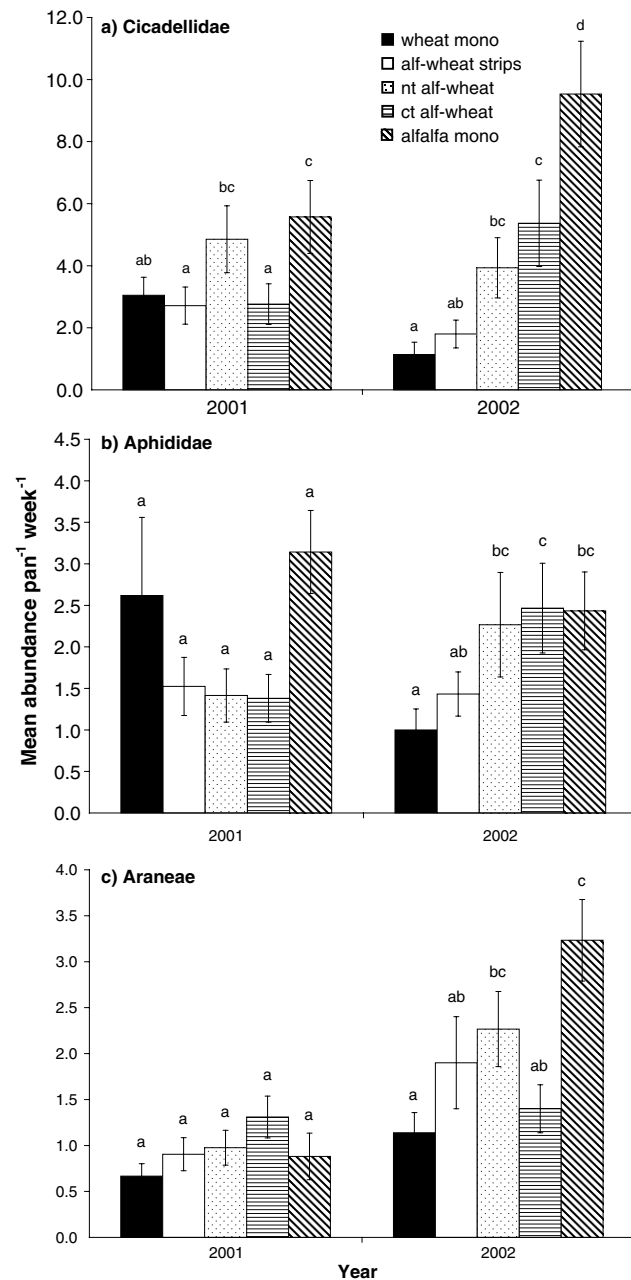 a) Cicadellidae
wheat mono
alf-wheat strips
nt alf-wheat
ct alf-wheat
alfalfa mono
12.0
10.0
8.0
6.0
4.0
2.0
0.0
ab
a
bc
a
c
a
ab
bc
c
d
2001
2002
b) Aphididae
Mean abundance pan⁻¹ week⁻¹
4.5
4.0
3.5
3.0
2.5
2.0
1.5
1.0
0.5
0.0
a
a
a
a
a
a
ab
bc
c
bc
2001
2002
c) Araneae
4.0
3.5
3.0
2.5
2.0
1.5
1.0
0.5
0.0
a
a
a
a
a
a
ab
bc
ab
c
2001
2002
Year